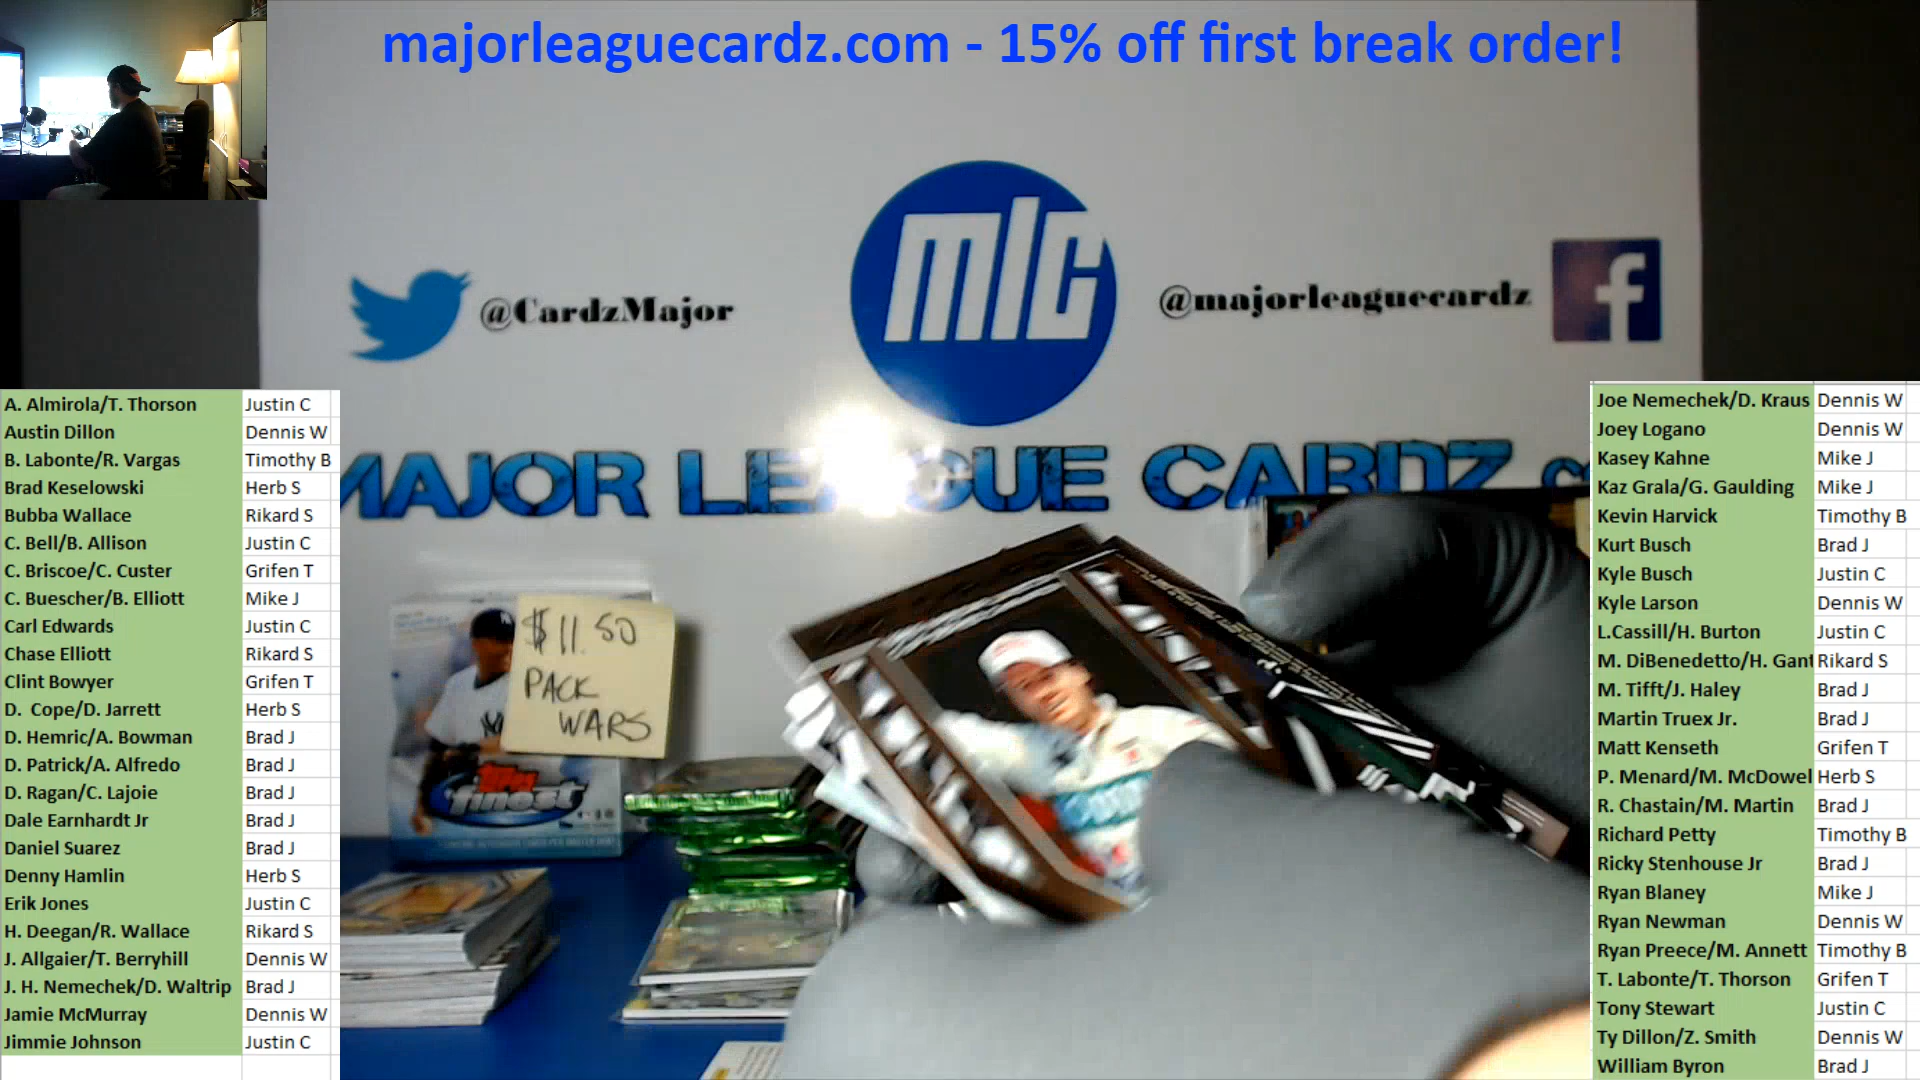 majorleaguecardz.com - 15% off first break order!
mlc
@CardzMajor
@majorleaguecardz
f
MAJOR LEAGUE CARDZ
$11.50
PACK
WARS
finest
A. Almirola/T. Thorson Justin C
Austin Dillon Dennis W
B. Labonte/R. Vargas Timothy B
Brad Keselowski Herb S
Bubba Wallace Rikard S
C. Bell/B. Allison Justin C
C. Briscoe/C. Custer Grifen T
C. Buescher/B. Elliott Mike J
Carl Edwards Justin C
Chase Elliott Rikard S
Clint Bowyer Grifen T
D. Cope/D. Jarrett Herb S
D. Hemric/A. Bowman Brad J
D. Patrick/A. Alfredo Brad J
D. Ragan/C. Lajoie Brad J
Dale Earnhardt Jr Brad J
Daniel Suarez Brad J
Denny Hamlin Herb S
Erik Jones Justin C
H. Deegan/R. Wallace Rikard S
J. Allgaier/T. Berryhill Dennis W
J. H. Nemechek/D. Waltrip Brad J
Jamie McMurray Dennis W
Jimmie Johnson Justin C
Joe Nemechek/D. Kraus Dennis W
Joey Logano Dennis W
Kasey Kahne Mike J
Kaz Grala/G. Gaulding Mike J
Kevin Harvick Timothy B
Kurt Busch Brad J
Kyle Busch Justin C
Kyle Larson Dennis W
L.Cassill/H. Burton Justin C
M. DiBenedetto/H. Gant Rikard S
M. Tifft/J. Haley Brad J
Martin Truex Jr. Brad J
Matt Kenseth Grifen T
P. Menard/M. McDowel Herb S
R. Chastain/M. Martin Brad J
Richard Petty Timothy B
Ricky Stenhouse Jr Brad J
Ryan Blaney Mike J
Ryan Newman Dennis W
Ryan Preece/M. Annett Timothy B
T. Labonte/T. Thorson Grifen T
Tony Stewart Justin C
Ty Dillon/Z. Smith Dennis W
William Byron Brad J